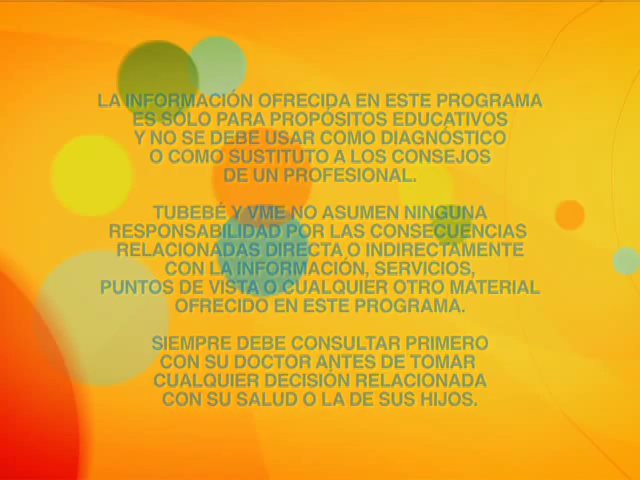 LA INFORMACIÓN OFRECIDA EN ESTE PROGRAMA
ES SÓLO PARA PROPÓSITOS EDUCATIVOS
Y NO SE DEBE USAR COMO DIAGNÓSTICO
O COMO SUSTITUTO A LOS CONSEJOS
DE UN PROFESIONAL.
TUBEBÉ Y VME NO ASUMEN NINGUNA
RESPONSABILIDAD POR LAS CONSECUENCIAS
RELACIONADAS DIRECTA O INDIRECTAMENTE
CON LA INFORMACIÓN, SERVICIOS,
PUNTOS DE VISTA O CUALQUIER OTRO MATERIAL
OFRECIDO EN ESTE PROGRAMA.
SIEMPRE DEBE CONSULTAR PRIMERO
CON SU DOCTOR ANTES DE TOMAR
CUALQUIER DECISIÓN RELACIONADA
CON SU SALUD O LA DE SUS HIJOS.